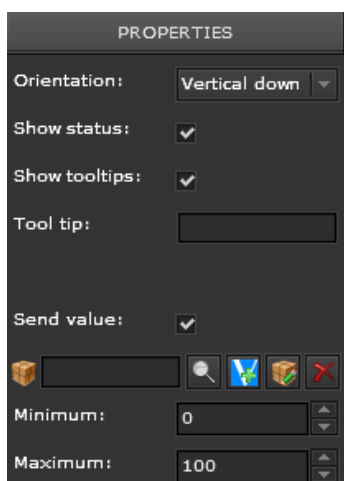 PROPERTIES
Orientation: Vertical down
Show status:
Show tooltips:
Tool tip:
Send value:
Minimum: 0
Maximum: 100